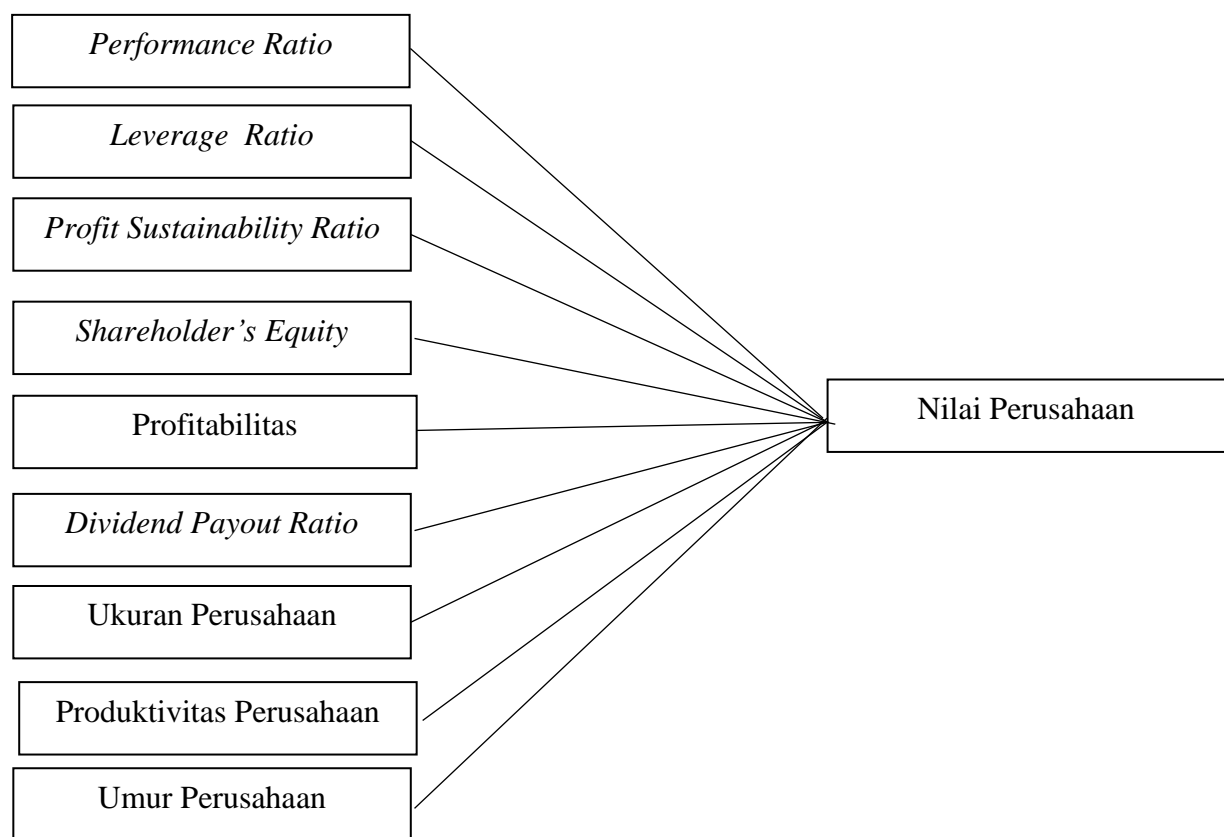 Performance Ratio
Leverage Ratio
Profit Sustainability Ratio
Shareholder’s Equity
Nilai Perusahaan
Profitabilitas
Dividend Payout Ratio
Ukuran Perusahaan
Produktivitas Perusahaan
Umur Perusahaan